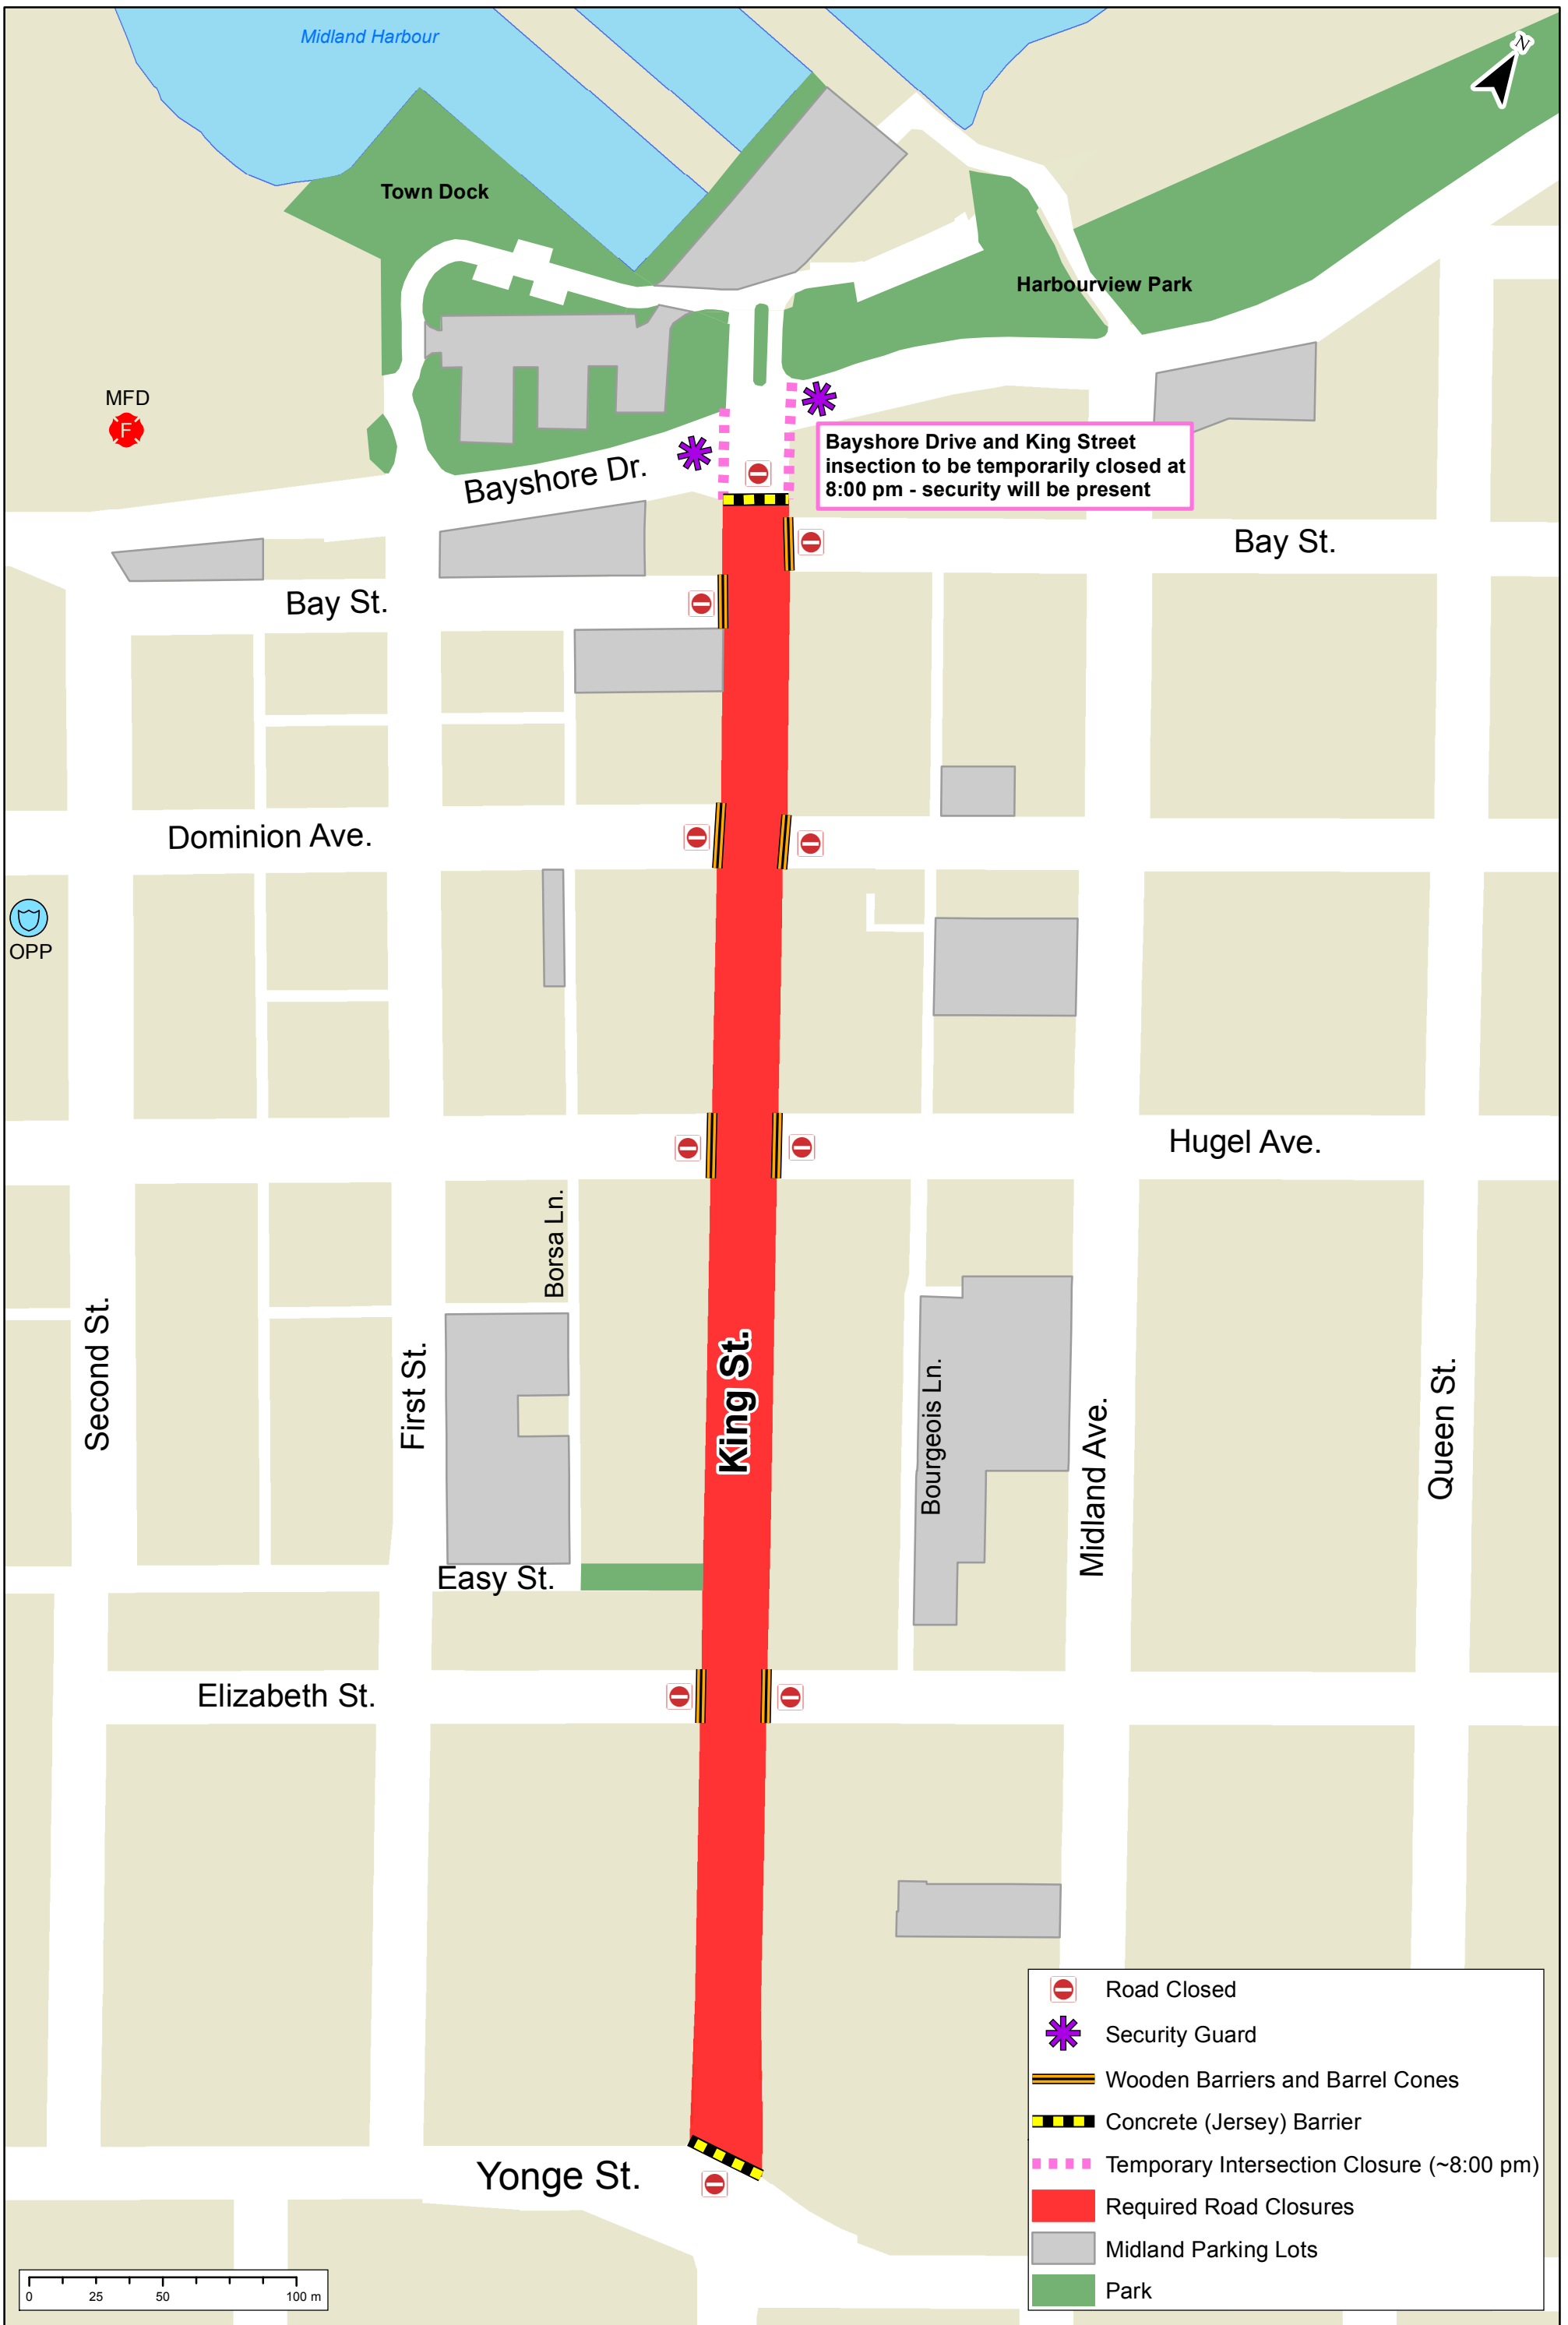 Midland Harbour
N
Town Dock
Harbourview Park
MFD
F
Bayshore Dr.
Bayshore Drive and King Street
insection to be temporarily closed at
8:00 pm - security will be present
Bay St.
Bay St.
Dominion Ave.
OPP
Hugel Ave.
Borsa Ln.
Second St.
First St.
King St.
Bourgeois Ln.
Midland Ave.
Queen St.
Easy St.
Elizabeth St.
Yonge St.
Road Closed
Security Guard
Wooden Barriers and Barrel Cones
Concrete (Jersey) Barrier
Temporary Intersection Closure (~8:00 pm)
Required Road Closures
Midland Parking Lots
Park
0 25 50 100 m